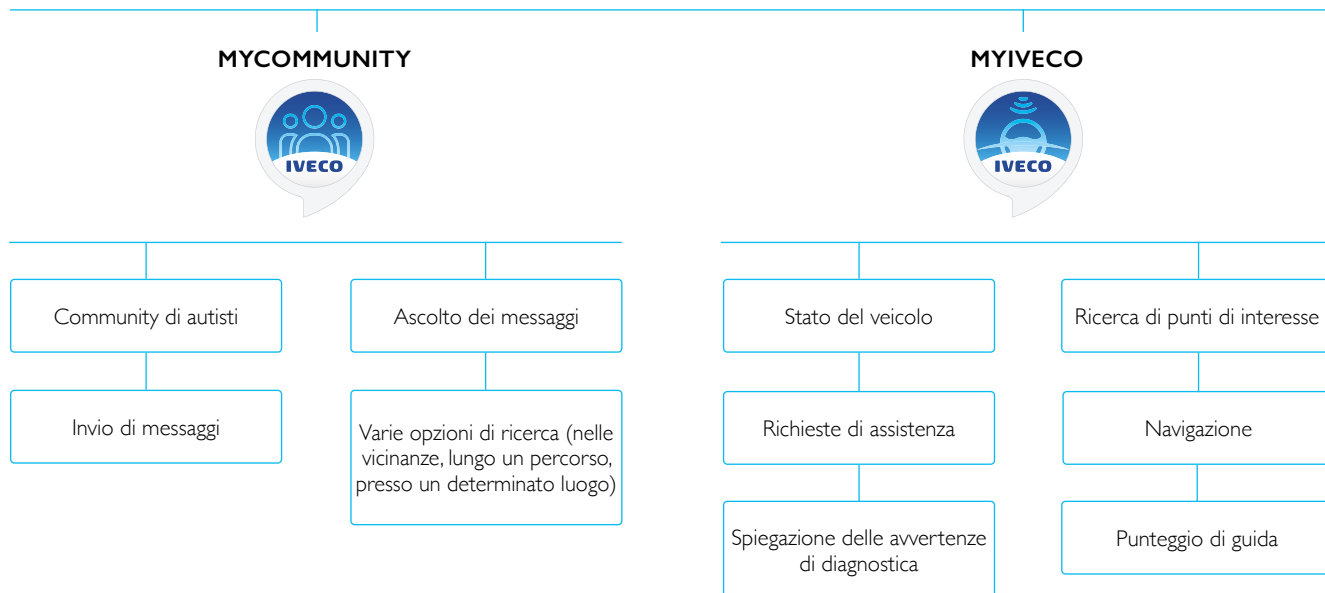 MYCOMMUNITY
IVECO
Community di autisti
Invio di messaggi
Ascolto dei messaggi
Varie opzioni di ricerca (nelle
vicinanze, lungo un percorso,
presso un determinato luogo)
MYIVECO
IVECO
Stato del veicolo
Richieste di assistenza
Spiegazione delle avvertenze
di diagnostica
Ricerca di punti di interesse
Navigazione
Punteggio di guida